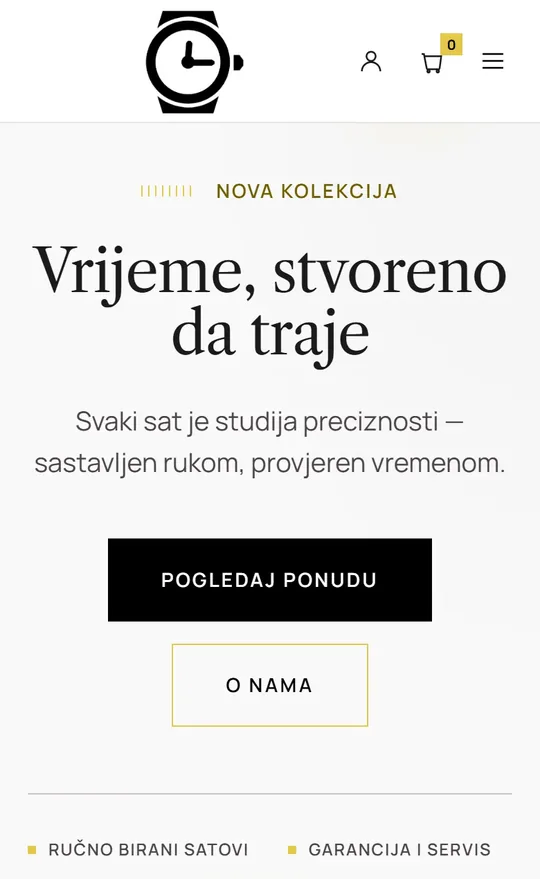 0
NOVA KOLEKCIJA
Vrijeme, stvoreno
da traje
Svaki sat je studija preciznosti —
sastavljen rukom, provjeren vremenom.
POGLEDAJ PONUDU
O NAMA
RUČNO BIRANI SATOVI
GARANCIJA I SERVIS